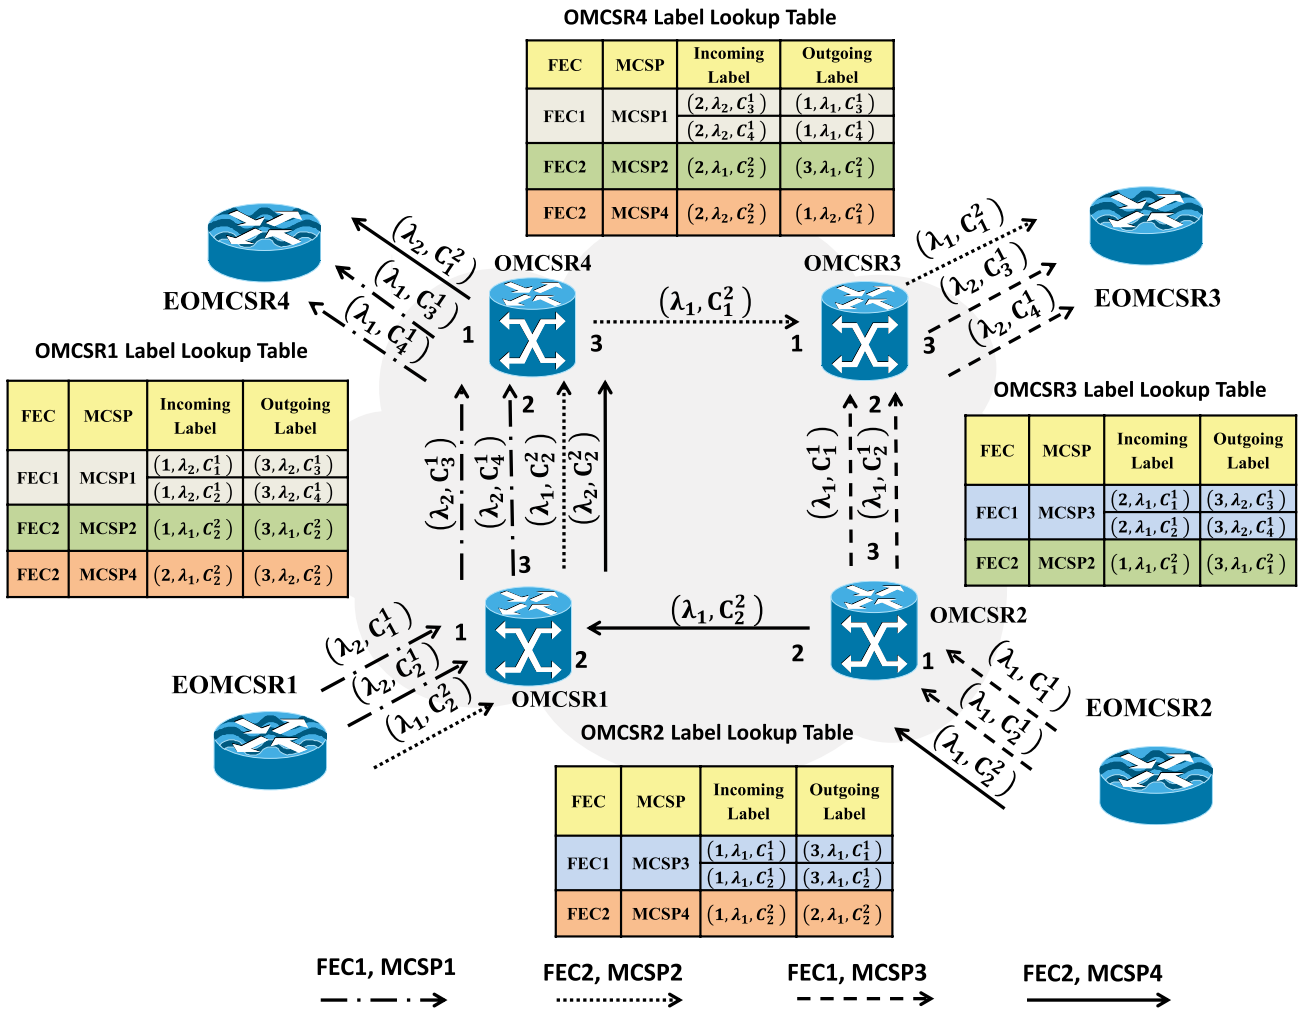 OMCSR4 Label Lookup Table
FEC MCSP Incoming Label Outgoing Label
FEC1 MCSP1 (2, λ₂, C₃¹) (1, λ₁, C₃¹)
(2, λ₂, C₄¹) (1, λ₁, C₄¹)
FEC2 MCSP2 (2, λ₁, C₂²) (3, λ₁, C₁²)
FEC2 MCSP4 (2, λ₂, C₂²) (1, λ₂, C₁²)
EOMCSR4
(λ₂, C₁²)
(λ₁, C₃¹)
(λ₁, C₄¹)
OMCSR4
1
3
2
(λ₁, C₁²)
OMCSR3
1
3
2
(λ₁, C₁²)
(λ₂, C₃¹)
(λ₂, C₄¹)
EOMCSR3
OMCSR1 Label Lookup Table
FEC MCSP Incoming Label Outgoing Label
FEC1 MCSP1 (1, λ₂, C₁¹) (3, λ₂, C₃¹)
(1, λ₂, C₂¹) (3, λ₂, C₄¹)
FEC2 MCSP2 (1, λ₁, C₂²) (3, λ₁, C₂²)
FEC2 MCSP4 (2, λ₁, C₂²) (3, λ₂, C₂²)
(λ₂, C₃¹)
(λ₂, C₄¹)
(λ₁, C₂²)
(λ₂, C₂²)
(λ₁, C₁¹)
(λ₁, C₂¹)
OMCSR3 Label Lookup Table
FEC MCSP Incoming Label Outgoing Label
FEC1 MCSP3 (2, λ₁, C₁¹) (3, λ₂, C₃¹)
(2, λ₁, C₂¹) (3, λ₂, C₄¹)
FEC2 MCSP2 (1, λ₁, C₁²) (3, λ₁, C₁²)
3
1
2
OMCSR1
(λ₁, C₂²)
3
2
1
OMCSR2
(λ₂, C₁¹)
(λ₂, C₂¹)
(λ₁, C₂²)
EOMCSR1
(λ₁, C₁¹)
(λ₁, C₂¹)
(λ₁, C₂²)
EOMCSR2
OMCSR2 Label Lookup Table
FEC MCSP Incoming Label Outgoing Label
FEC1 MCSP3 (1, λ₁, C₁¹) (3, λ₁, C₁¹)
(1, λ₁, C₂¹) (3, λ₁, C₂¹)
FEC2 MCSP4 (1, λ₁, C₂²) (2, λ₁, C₂²)
FEC1, MCSP1
FEC2, MCSP2
FEC1, MCSP3
FEC2, MCSP4